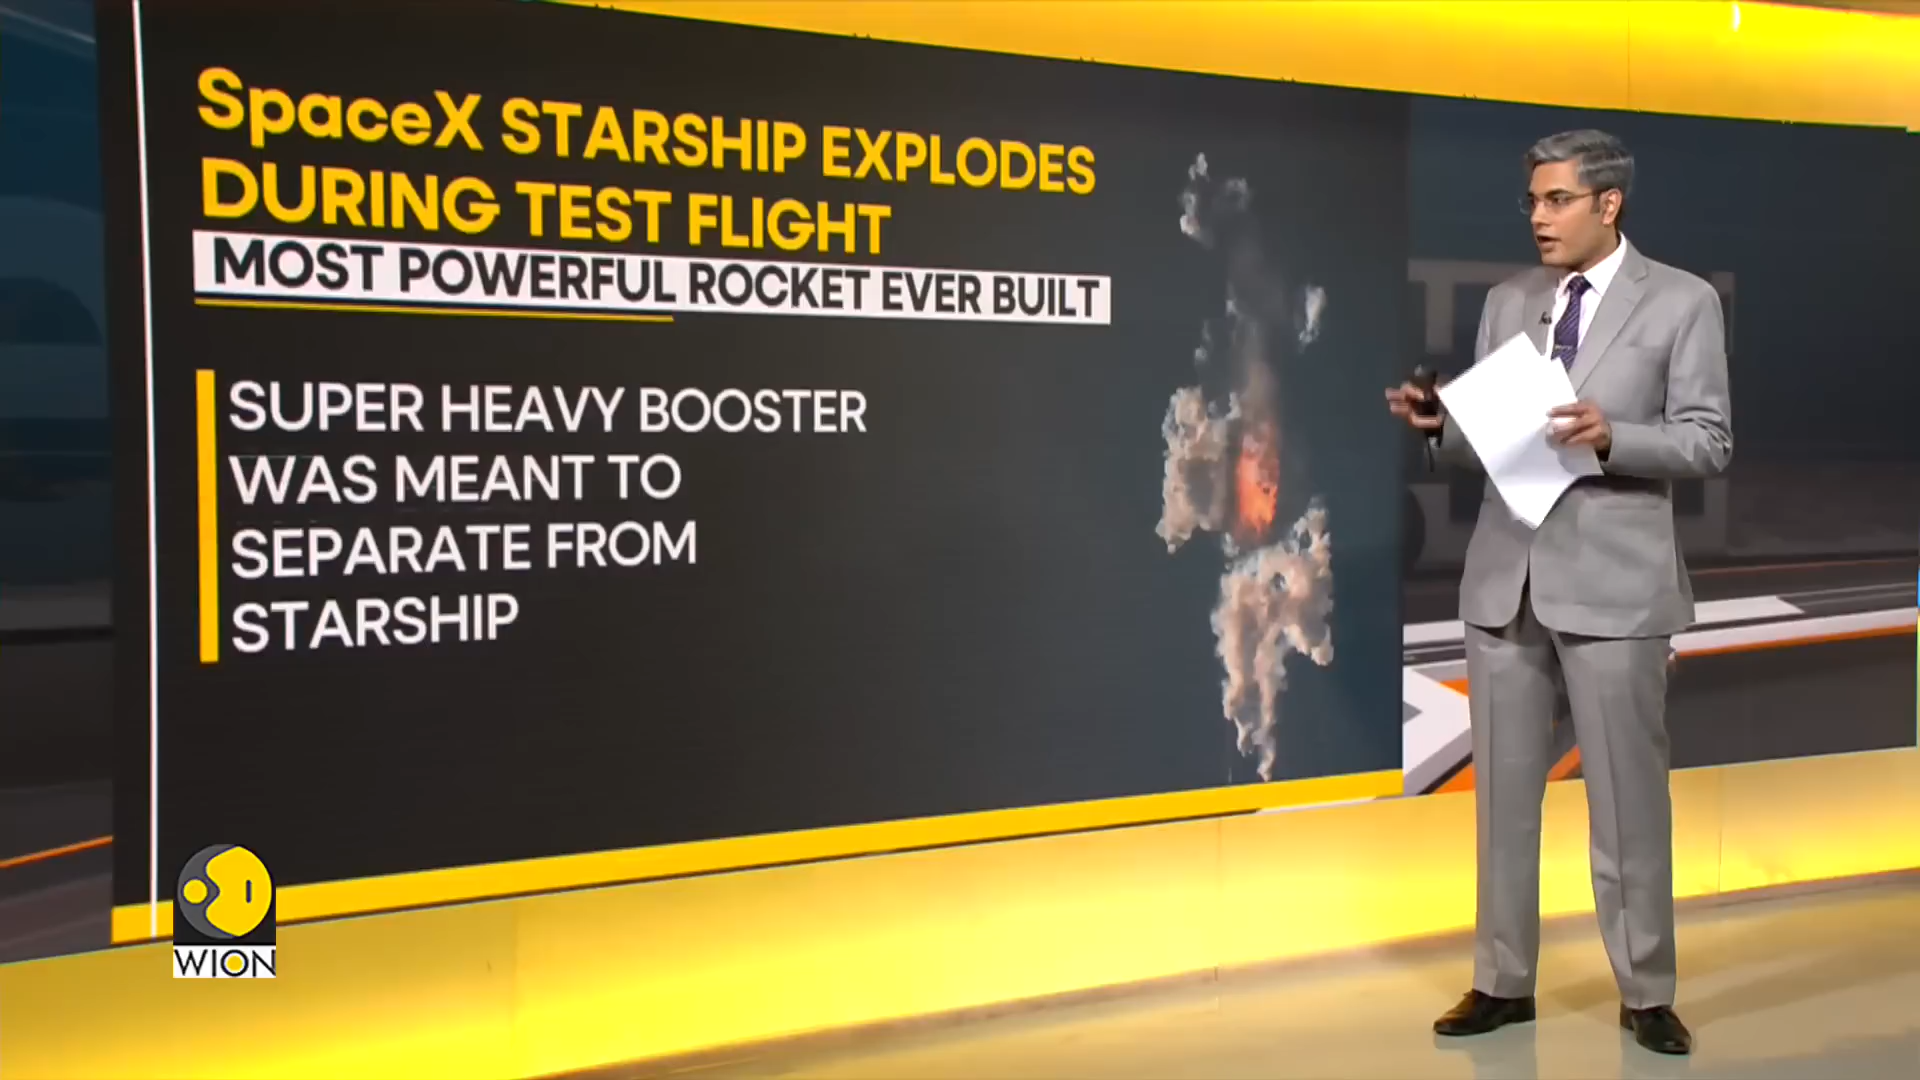 SpaceX STARSHIP EXPLODES
DURING TEST FLIGHT
MOST POWERFUL ROCKET EVER BUILT
SUPER HEAVY BOOSTER
WAS MEANT TO
SEPARATE FROM
STARSHIP
WION